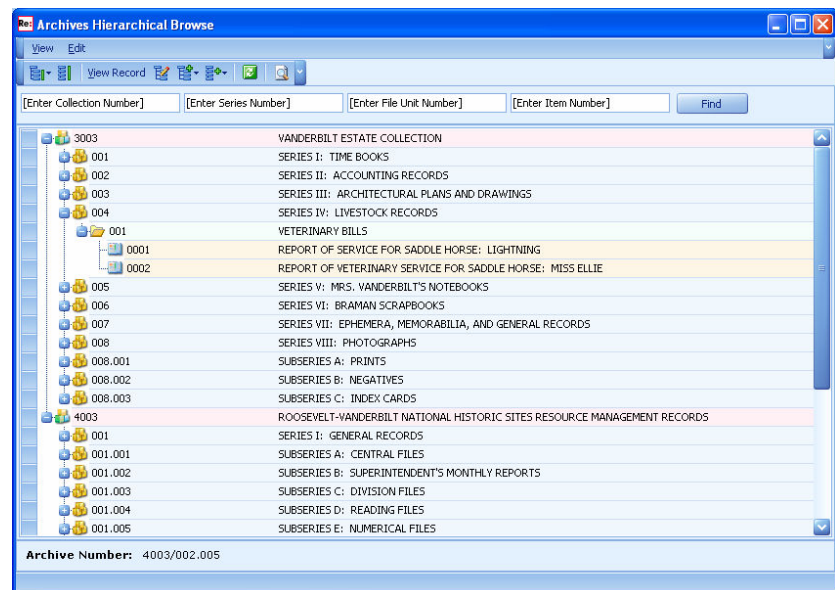 Re: Archives Hierarchical Browse
View Edit
View Record
[Enter Collection Number] [Enter Series Number] [Enter File Unit Number] [Enter Item Number] Find
3003 VANDERBILT ESTATE COLLECTION
001 SERIES I: TIME BOOKS
002 SERIES II: ACCOUNTING RECORDS
003 SERIES III: ARCHITECTURAL PLANS AND DRAWINGS
004 SERIES IV: LIVESTOCK RECORDS
001 VETERINARY BILLS
0001 REPORT OF SERVICE FOR SADDLE HORSE: LIGHTNING
0002 REPORT OF VETERINARY SERVICE FOR SADDLE HORSE: MISS ELLIE
005 SERIES V: MRS. VANDERBILT'S NOTEBOOKS
006 SERIES VI: BRAMAN SCRAPBOOKS
007 SERIES VII: EPHEMERA, MEMORABILIA, AND GENERAL RECORDS
008 SERIES VIII: PHOTOGRAPHS
008.001 SUBSERIES A: PRINTS
008.002 SUBSERIES B: NEGATIVES
008.003 SUBSERIES C: INDEX CARDS
4003 ROOSEVELT-VANDERBILT NATIONAL HISTORIC SITES RESOURCE MANAGEMENT RECORDS
001 SERIES I: GENERAL RECORDS
001.001 SUBSERIES A: CENTRAL FILES
001.002 SUBSERIES B: SUPERINTENDENT'S MONTHLY REPORTS
001.003 SUBSERIES C: DIVISION FILES
001.004 SUBSERIES D: READING FILES
001.005 SUBSERIES E: NUMERICAL FILES
Archive Number: 4003/002.005